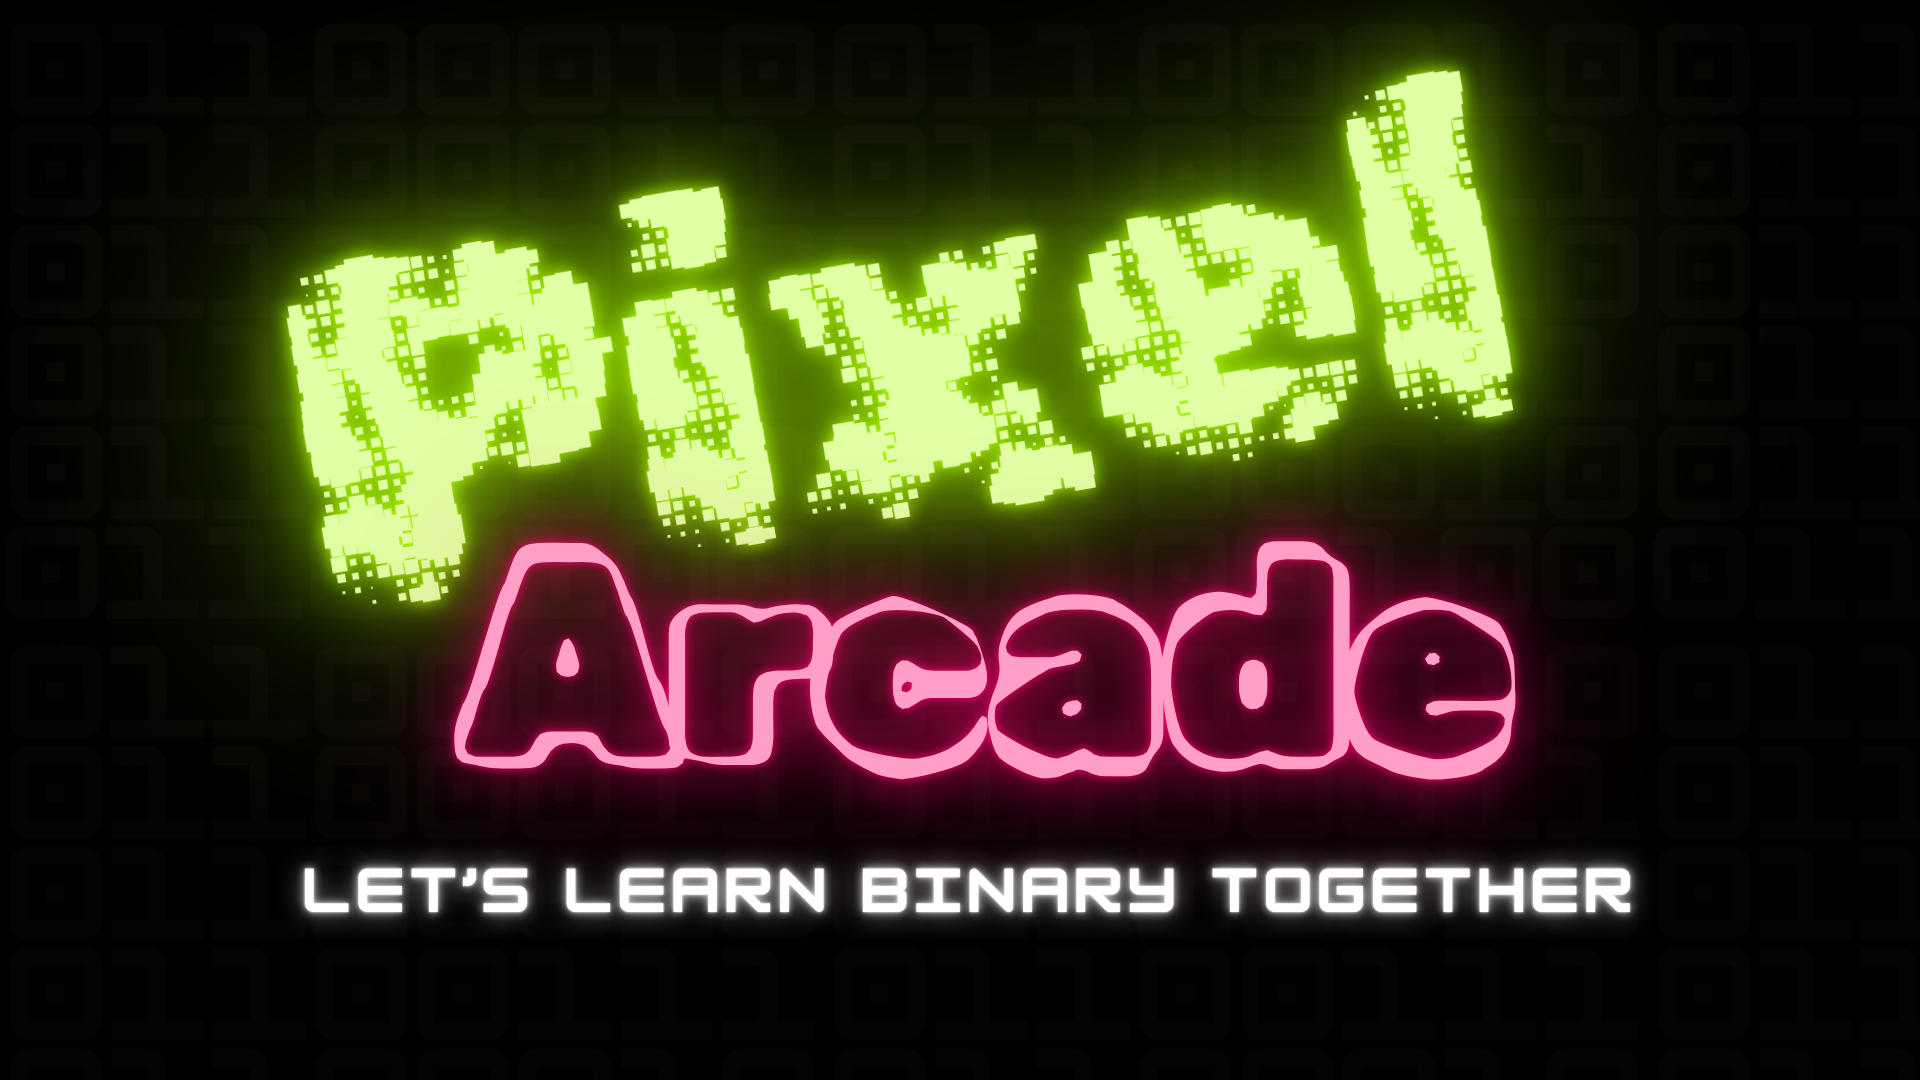 pixel
Arcade
LET'S LEARN BINARY TOGETHER